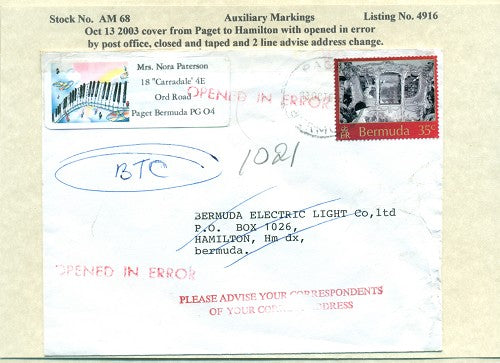 Stock No. AM 68 Auxiliary Markings Listing No. 4916
Oct 13 2003 cover from Paget to Hamilton with opened in error
by post office, closed and taped and 2 line advise address change.
Mrs. Nora Paterson
18 "Carradale" 4E
Ord Road
Paget Bermuda PG O4
OPENED IN ERROR
E R
Bermuda 35c
BTC
1021
BERMUDA ELECTRIC LIGHT Co,ltd
P.O. BOX 1026,
HAMILTON, Hm dx,
bermuda.
OPENED IN ERROR
PLEASE ADVISE YOUR CORRESPONDENTS
OF YOUR ADDRESS